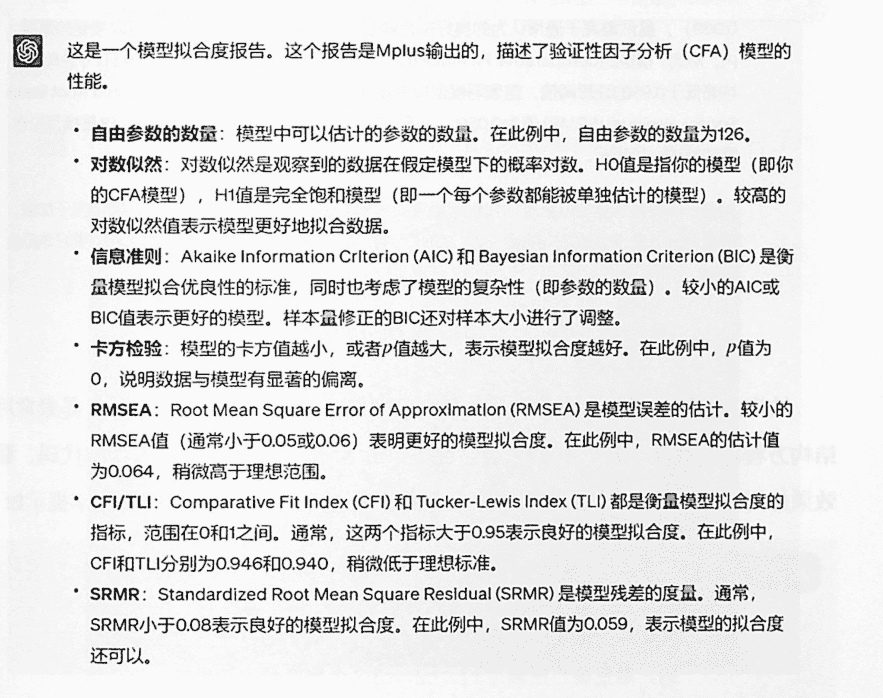 这是一个模型拟合度报告。这个报告是Mplus输出的，描述了验证性因子分析（CFA）模型的
性能。
• 自由参数的数量：模型中可以估计的参数的数量。在此例中，自由参数的数量为126。
• 对数似然：对数似然是观察到的数据在假定模型下的概率对数。H0值是指你的模型（即你
的CFA模型），H1值是完全饱和模型（即一个每个参数都能被单独估计的模型）。较高的
对数似然值表示模型更好地拟合数据。
• 信息准则：Akaike Information Criterion (AIC) 和 Bayesian Information Criterion (BIC) 是衡
量模型拟合优良性的标准，同时也考虑了模型的复杂性（即参数的数量）。较小的AIC或
BIC值表示更好的模型。样本量修正的BIC还对样本大小进行了调整。
• 卡方检验：模型的卡方值越小，或者p值越大，表示模型拟合度越好。在此例中，p值为
0，说明数据与模型有显著的偏离。
• RMSEA：Root Mean Square Error of Approximation (RMSEA) 是模型误差的估计。较小的
RMSEA值（通常小于0.05或0.06）表明更好的模型拟合度。在此例中，RMSEA的估计值
为0.064，稍微高于理想范围。
• CFI/TLI：Comparative Fit Index (CFI) 和 Tucker-Lewis Index (TLI) 都是衡量模型拟合度的
指标，范围在0和1之间。通常，这两个指标大于0.95表示良好的模型拟合度。在此例中，
CFI和TLI分别为0.946和0.940，稍微低于理想标准。
• SRMR：Standardized Root Mean Square Residual (SRMR) 是模型残差的度量。通常，
SRMR小于0.08表示良好的模型拟合度。在此例中，SRMR值为0.059，表示模型的拟合度
还可以。